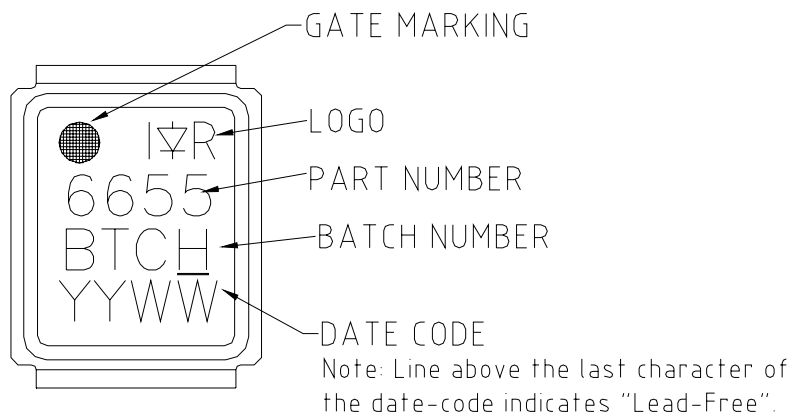 GATE MARKING
I R
LOGO
6655
PART NUMBER
BTCH
BATCH NUMBER
YYWW
DATE CODE
Note: Line above the last character of
the date-code indicates "Lead-Free".